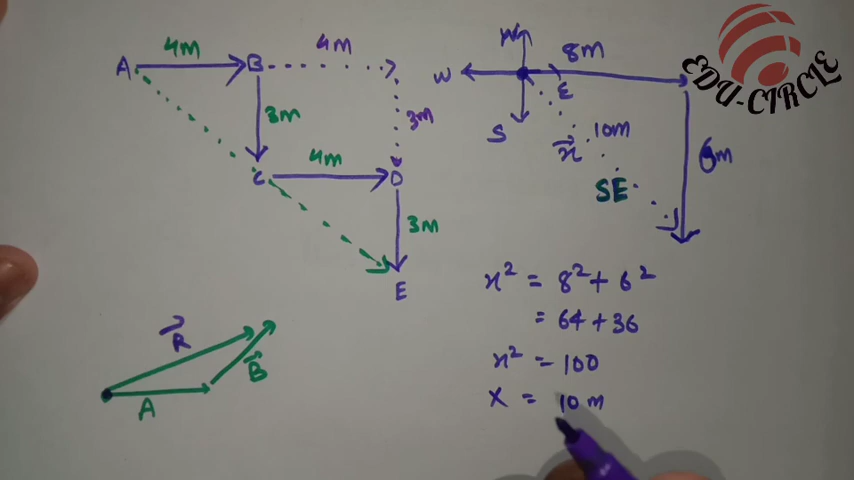 A 4m B 4m
3m 3m
C 4m D
3m
E
R
A B
N
W E 8m
S
10m
x 6m
SE
x² = 8² + 6²
= 64 + 36
x² = 100
X = 10 m
EDU-CIRCLE